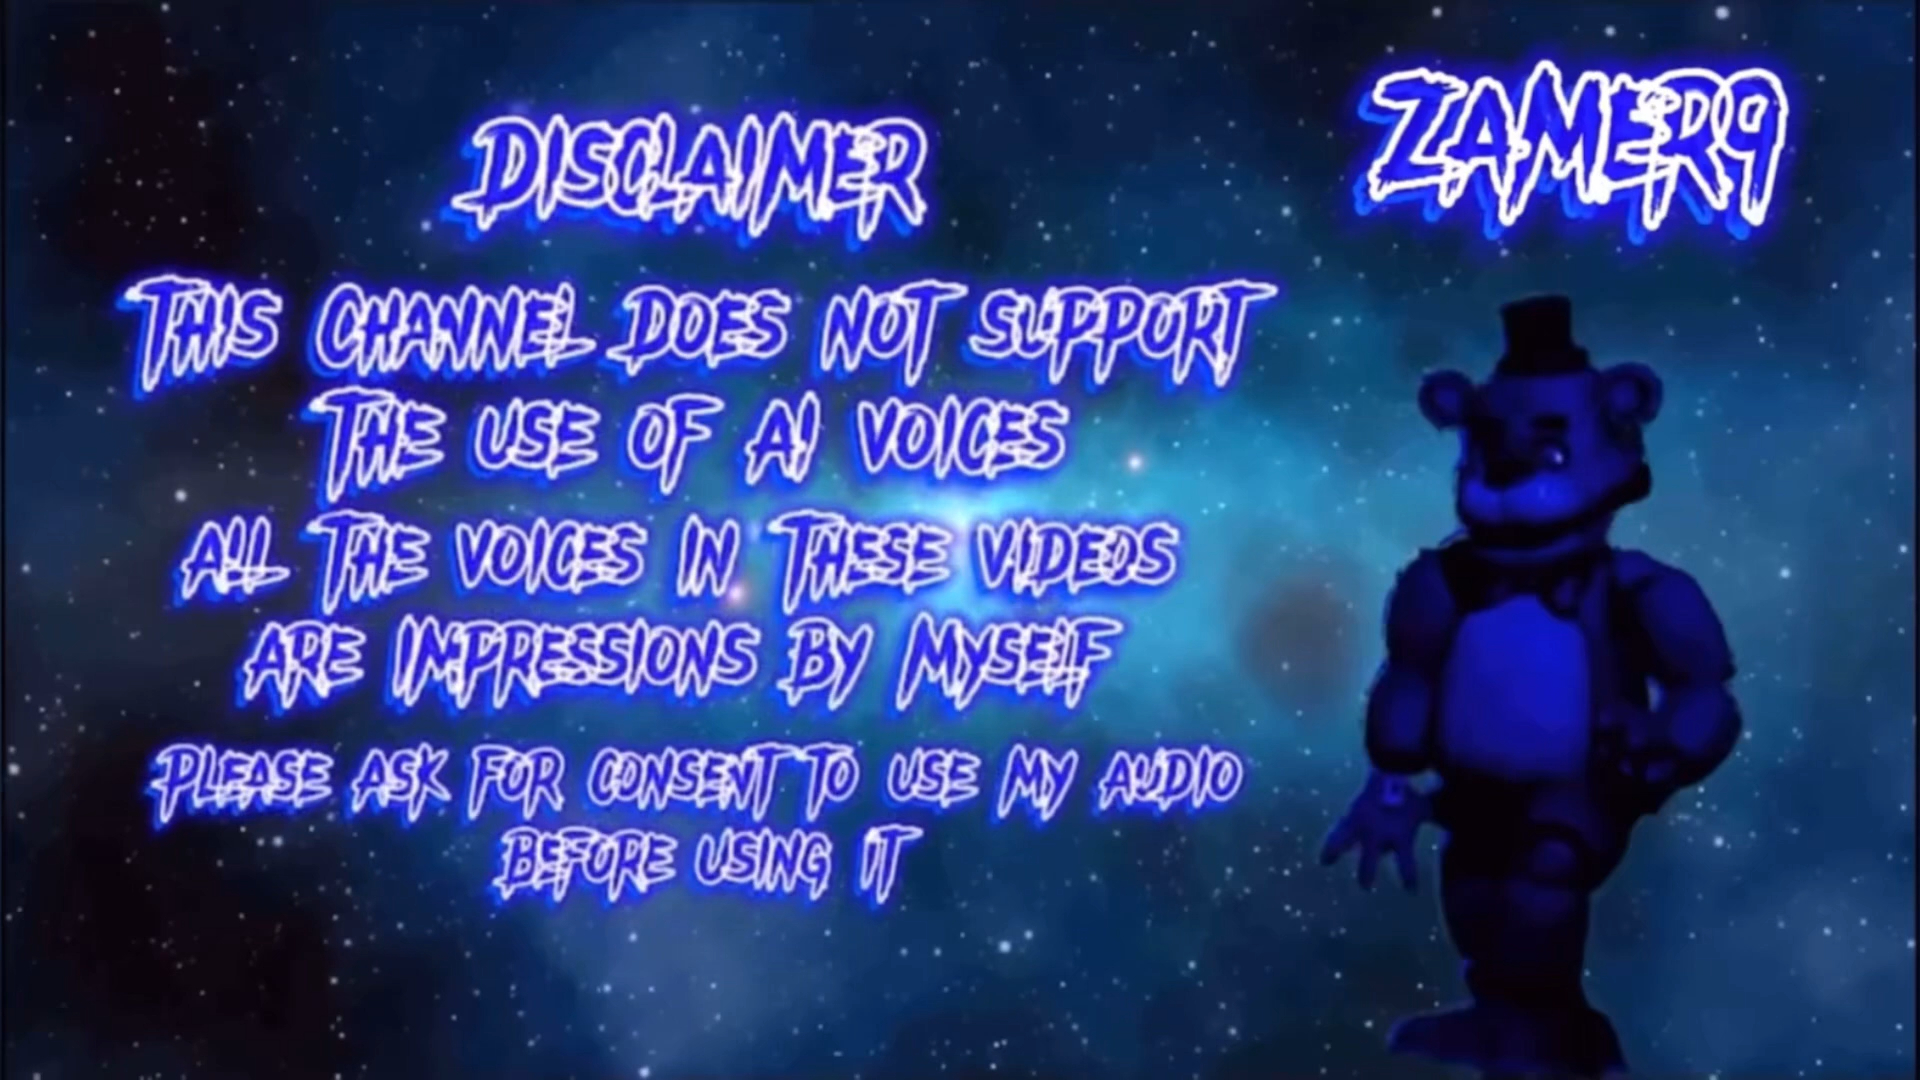 DISCLAIMER
ZAMER9
THIS CHANNEL DOES NOT SUPPORT
THE USE OF AI VOICES
ALL THE VOICES IN THESE VIDEOS
ARE IMPRESSIONS BY MYSELF
PLEASE ASK FOR CONSENT TO USE MY AUDIO
BEFORE USING IT